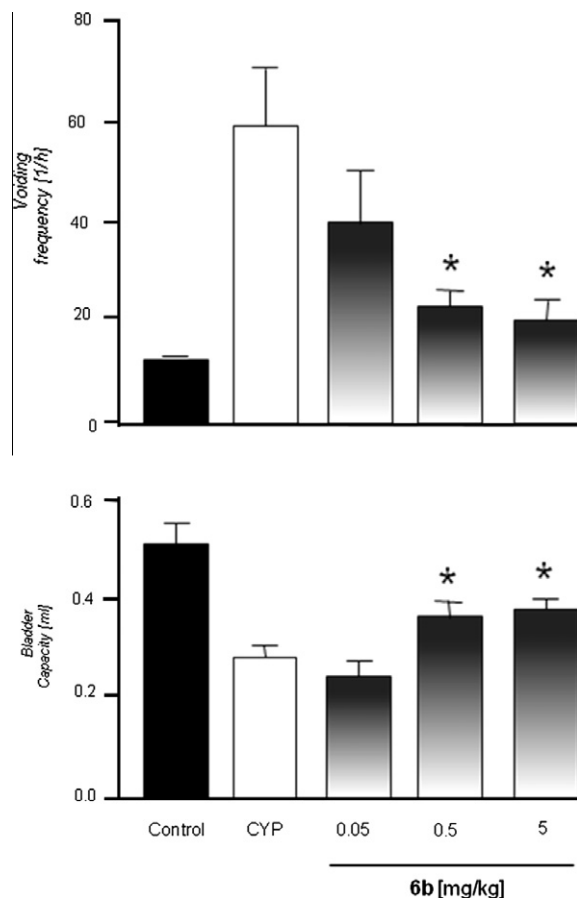 80
60
40
20
0
Voiding
frequency [1/h]
*
*
0.6
0.4
0.2
0.0
Bladder
Capacity [ml]
*
*
Control CYP 0.05 0.5 5
6b [mg/kg]